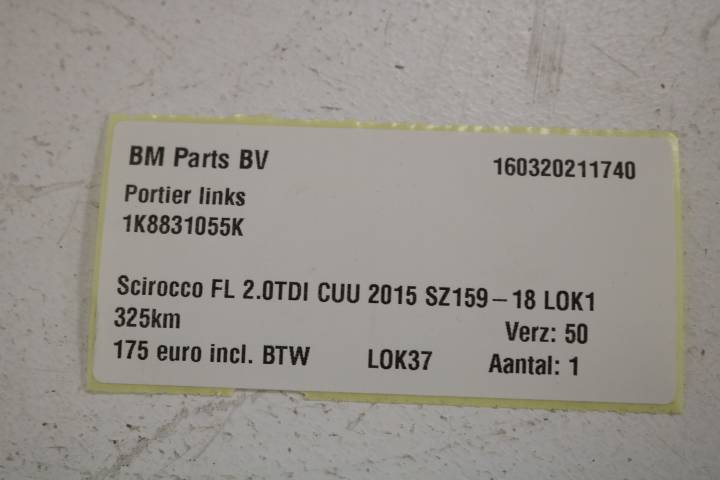 BM Parts BV 160320211740
Portier links
1K8831055K
Scirocco FL 2.0TDI CUU 2015 SZ159-18 LOK1
325km Verz: 50
175 euro incl. BTW LOK37 Aantal: 1